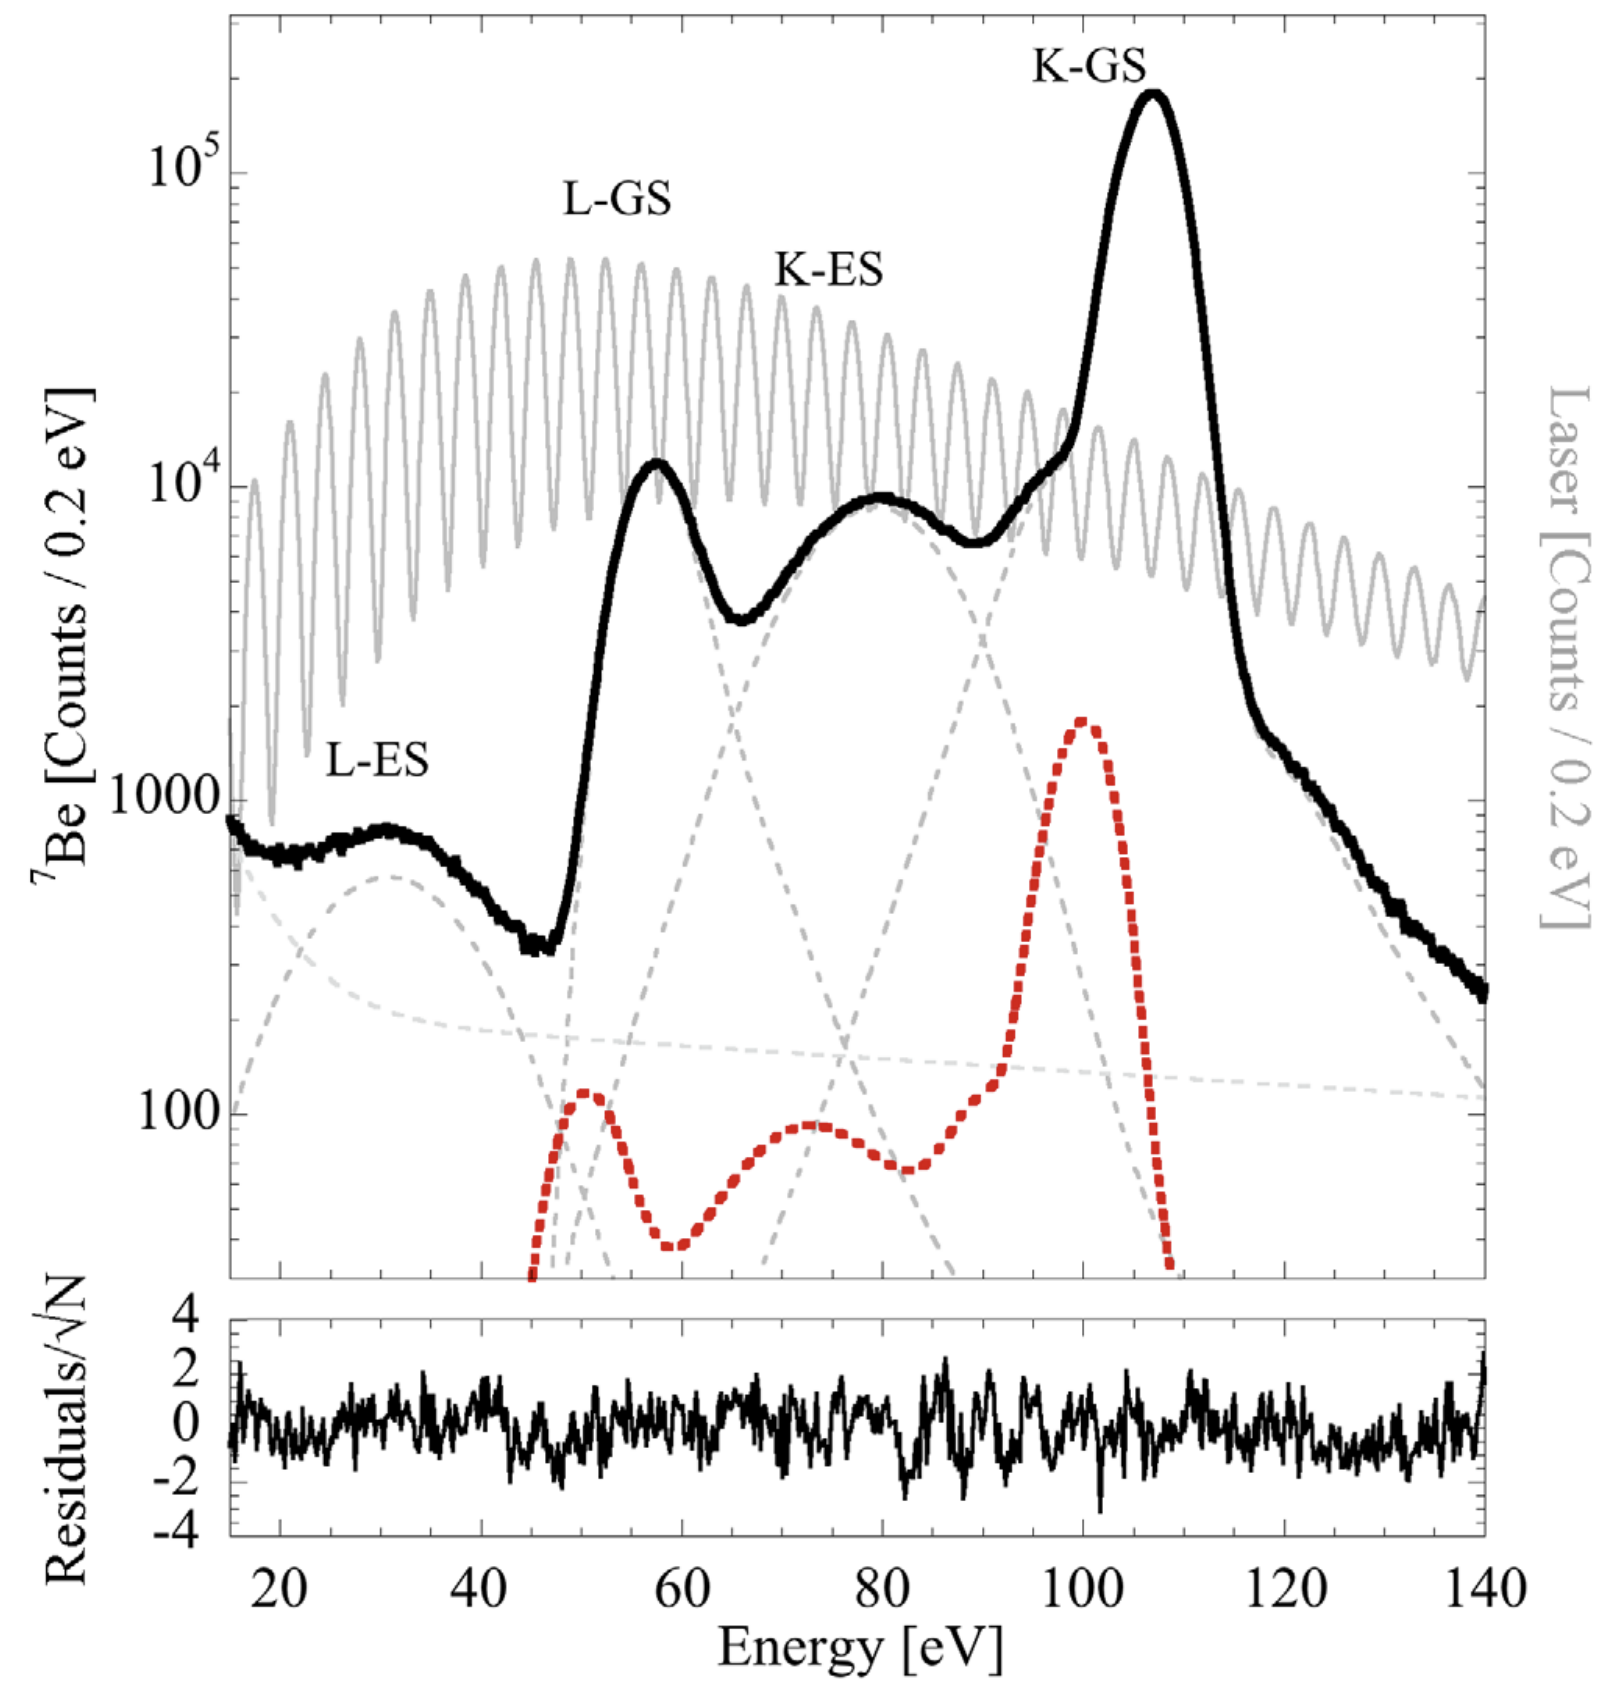 K-GS
10^5
L-GS
K-ES
10^4
L-ES
1000
100
⁷Be [Counts / 0.2 eV]
Laser [Counts / 0.2 eV]
4
2
0
-2
-4
Residuals/√N
20 40 60 80 100 120 140
Energy [eV]